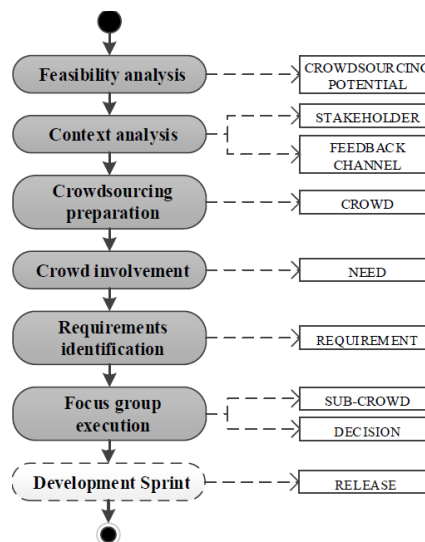 Feasibility analysis
CROWDSOURCING
POTENTIAL
Context analysis
STAKEHOLDER
FEEDBACK
CHANNEL
Crowdsourcing
preparation
CROWD
Crowd involvement
NEED
Requirements
identification
REQUIREMENT
Focus group
execution
SUB-CROWD
DECISION
Development Sprint
RELEASE